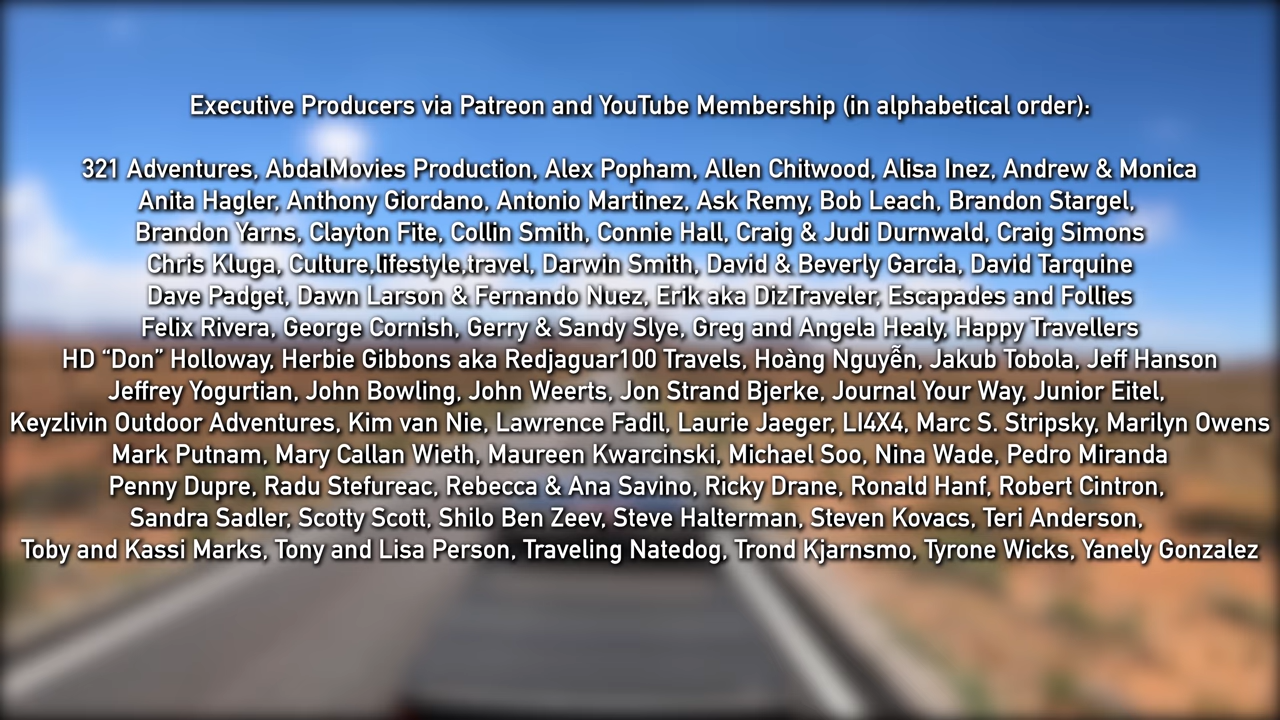 Executive Producers via Patreon and YouTube Membership (in alphabetical order):
321 Adventures, AbdalMovies Production, Alex Popham, Allen Chitwood, Alisa Inez, Andrew & Monica
Anita Hagler, Anthony Giordano, Antonio Martinez, Ask Remy, Bob Leach, Brandon Stargel,
Brandon Yarns, Clayton Fite, Collin Smith, Connie Hall, Craig & Judi Durnwald, Craig Simons
Chris Kluga, Culture,lifestyle,travel, Darwin Smith, David & Beverly Garcia, David Tarquine
Dave Padget, Dawn Larson & Fernando Nuez, Erik aka DizTraveler, Escapades and Follies
Felix Rivera, George Cornish, Gerry & Sandy Slye, Greg and Angela Healy, Happy Travellers
HD “Don” Holloway, Herbie Gibbons aka Redjaguar100 Travels, Hoàng Nguyễn, Jakub Tobola, Jeff Hanson
Jeffrey Yogurtian, John Bowling, John Weerts, Jon Strand Bjerke, Journal Your Way, Junior Eitel,
Keyzlivin Outdoor Adventures, Kim van Nie, Lawrence Fadil, Laurie Jaeger, LI4X4, Marc S. Stripsky, Marilyn Owens
Mark Putnam, Mary Callan Wieth, Maureen Kwarcinski, Michael Soo, Nina Wade, Pedro Miranda
Penny Dupre, Radu Stefureac, Rebecca & Ana Savino, Ricky Drane, Ronald Hanf, Robert Cintron,
Sandra Sadler, Scotty Scott, Shilo Ben Zeev, Steve Halterman, Steven Kovacs, Teri Anderson,
Toby and Kassi Marks, Tony and Lisa Person, Traveling Natedog, Trond Kjarnsmo, Tyrone Wicks, Yanely Gonzalez